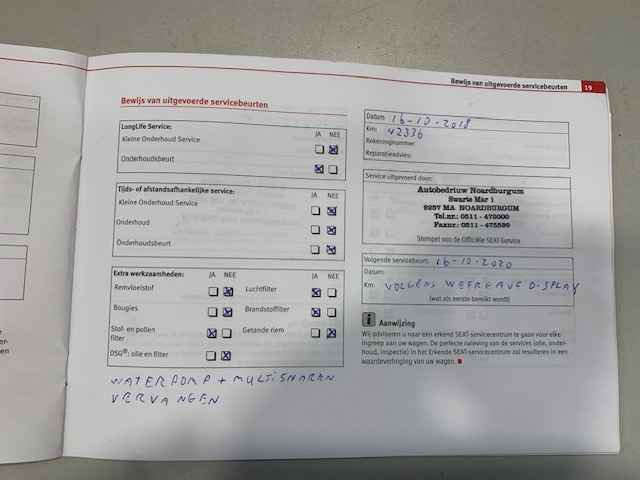 Bewijs van uitgevoerde servicebeurten
19
Bewijs van uitgevoerde servicebeurten
LongLife Service:
JA NEE
Kleine Onderhoud Service
Onderhoudsbeurt
Tijds- of afstandsafhankelijke service:
JA NEE
Kleine Onderhoud Service
Onderhoud
Onderhoudsbeurt
Extra werkzaamheden:
JA NEE
JA NEE
Remvloeistof
Luchtfilter
Bougies
Brandstoffilter
Stof- en pollen
filter
Getande riem
DSG®: olie en filter
WATERPOMP + MULTISNAREN
VERVANGEN
Datum 16-10-2018
Km: 42336
Rekeningnummer
Reparatieadvies:
Service uitgevoerd door:
Autobedriuw Noardburgum
Swarte Mar 1
9257 MA NOARDBURGUM
Tel.nr.: 0511 - 472000
Faxnr.: 0511 - 475599
Stempel van de Officiële SEAT-Service
Volgende servicebeurt: 16-10-2020
Datum:
Km: VOLGENS WEERGAVE DISPLAY
(wat als eerste bereikt wordt)
i Aanwijzing
Wij adviseren u naar een erkend SEAT-servicecentrum te gaan voor elke
ingreep aan uw wagen. De perfecte naleving van de services (olie, onder-
houd, inspectie) in het Erkende SEAT-servicecentrum zal resulteren in een
waardeverhoging van uw wagen.